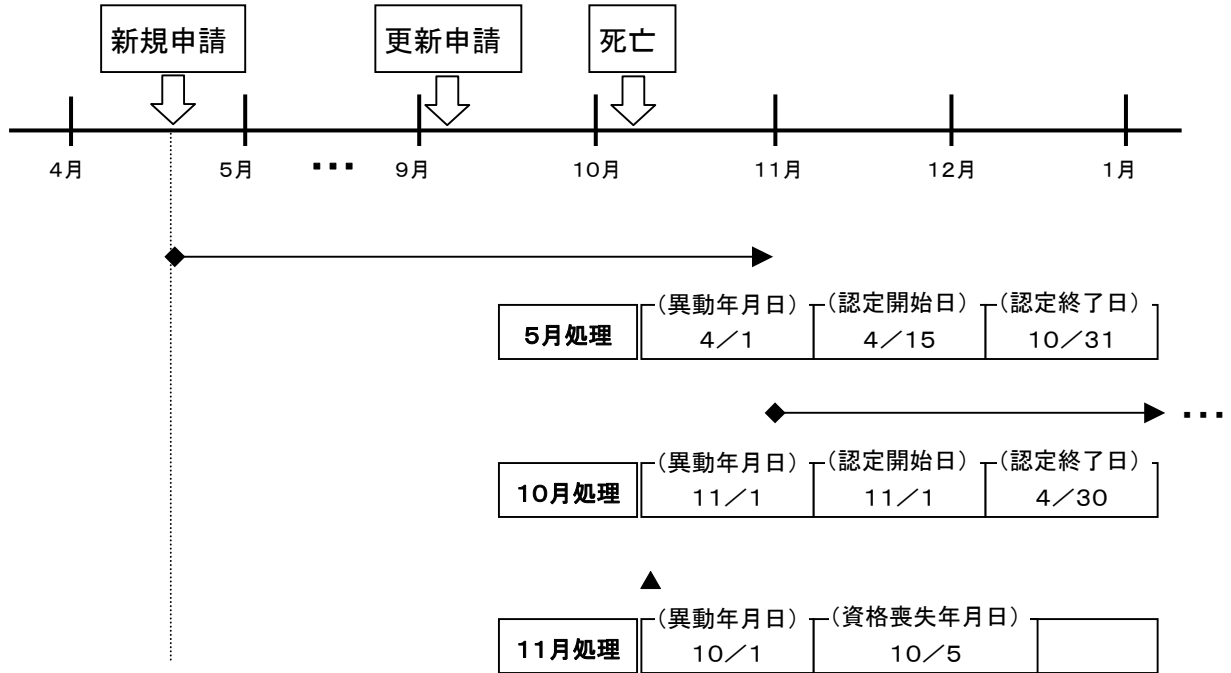 新規申請 更新申請 死亡
4月 5月 ・・・ 9月 10月 11月 12月 1月
(異動年月日) (認定開始日) (認定終了日)
5月処理 4/1 4/15 10/31
・・・
(異動年月日) (認定開始日) (認定終了日)
10月処理 11/1 11/1 4/30
(異動年月日) (資格喪失年月日)
11月処理 10/1 10/5